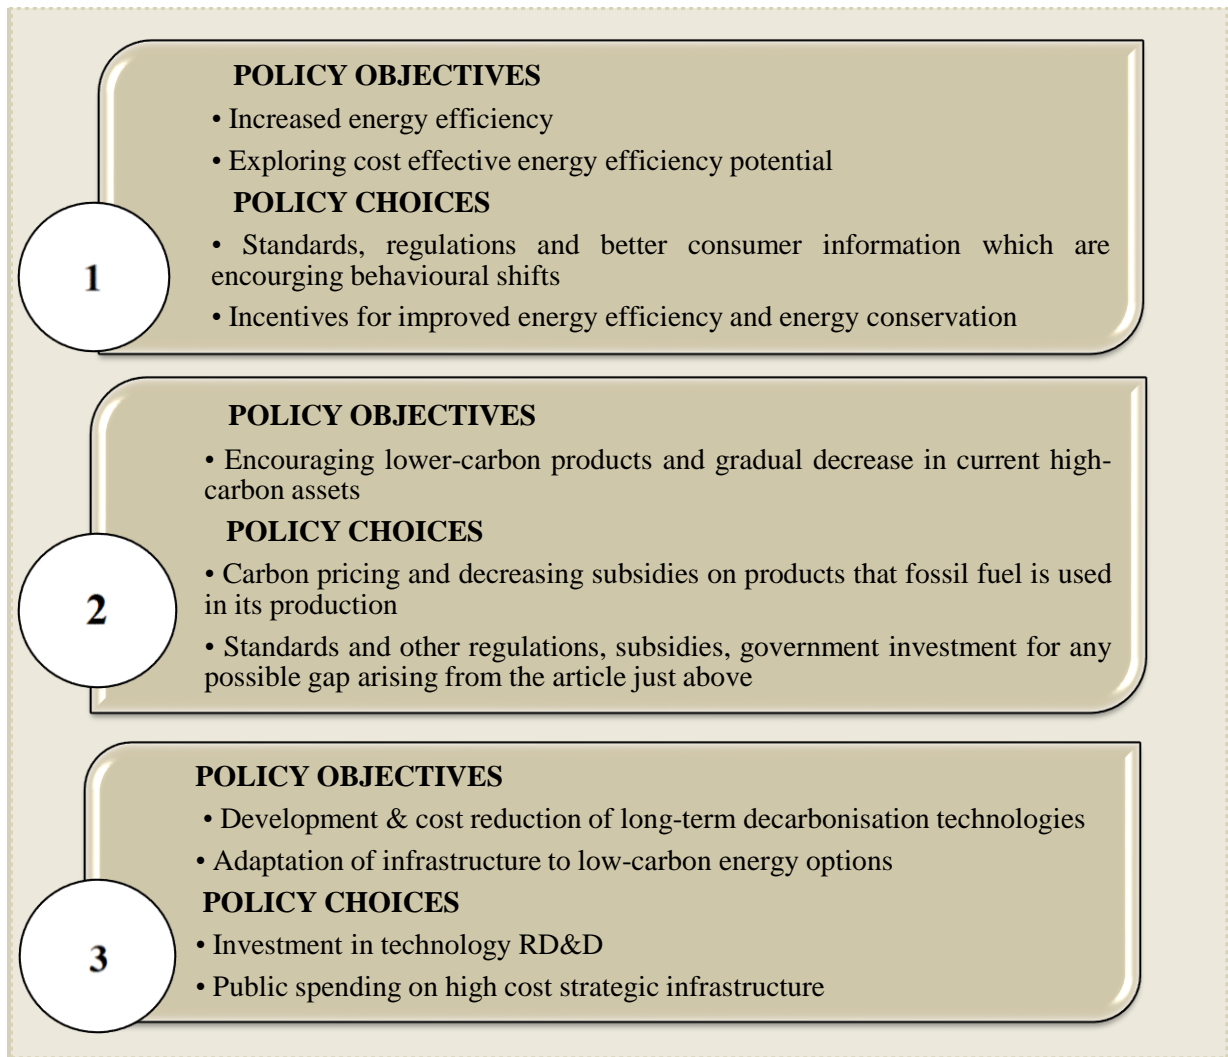 POLICY OBJECTIVES
• Increased energy efficiency
• Exploring cost effective energy efficiency potential
POLICY CHOICES
• Standards, regulations and better consumer information which are
encourging behavioural shifts
• Incentives for improved energy efficiency and energy conservation
1
POLICY OBJECTIVES
• Encouraging lower-carbon products and gradual decrease in current high-
carbon assets
POLICY CHOICES
• Carbon pricing and decreasing subsidies on products that fossil fuel is used
in its production
• Standards and other regulations, subsidies, government investment for any
possible gap arising from the article just above
2
POLICY OBJECTIVES
• Development & cost reduction of long-term decarbonisation technologies
• Adaptation of infrastructure to low-carbon energy options
POLICY CHOICES
• Investment in technology RD&D
• Public spending on high cost strategic infrastructure
3